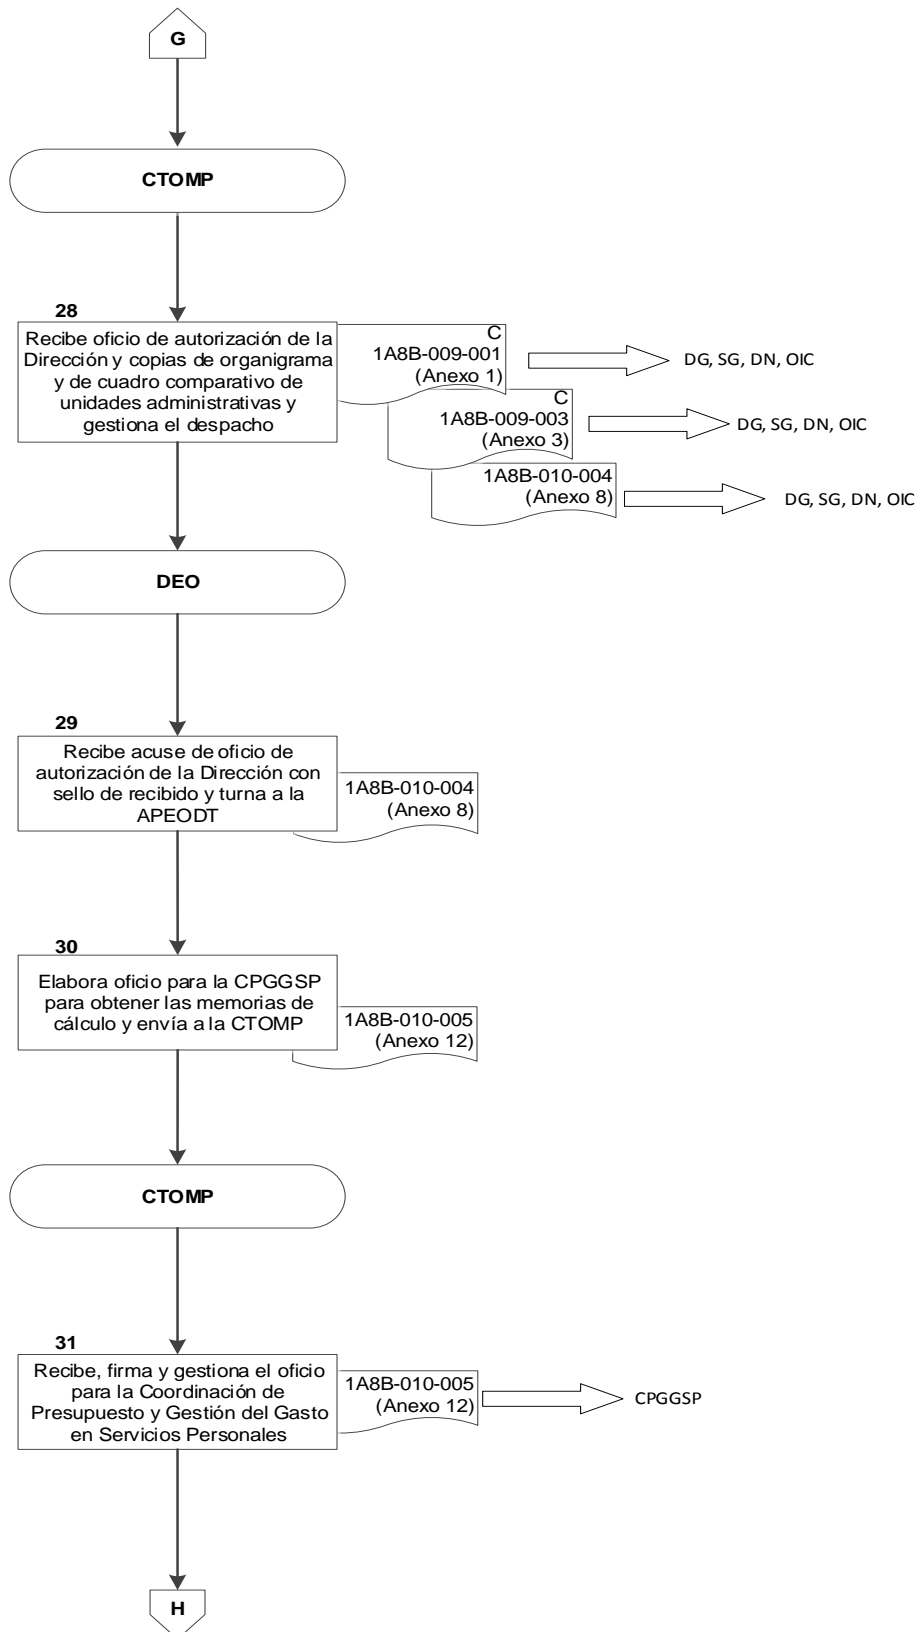 G
CTOMP
28
Recibe oficio de autorización de la
Dirección y copias de organigrama
y de cuadro comparativo de
unidades administrativas y
gestiona el despacho
C
1A8B-009-001
(Anexo 1)
DG, SG, DN, OIC
C
1A8B-009-003
(Anexo 3)
DG, SG, DN, OIC
1A8B-010-004
(Anexo 8)
DG, SG, DN, OIC
DEO
29
Recibe acuse de oficio de
autorización de la Dirección con
sello de recibido y turna a la
APEODT
1A8B-010-004
(Anexo 8)
30
Elabora oficio para la CPGGSP
para obtener las memorias de
cálculo y envía a la CTOMP
1A8B-010-005
(Anexo 12)
CTOMP
31
Recibe, firma y gestiona el oficio
para la Coordinación de
Presupuesto y Gestión del Gasto
en Servicios Personales
1A8B-010-005
(Anexo 12)
CPGGSP
H